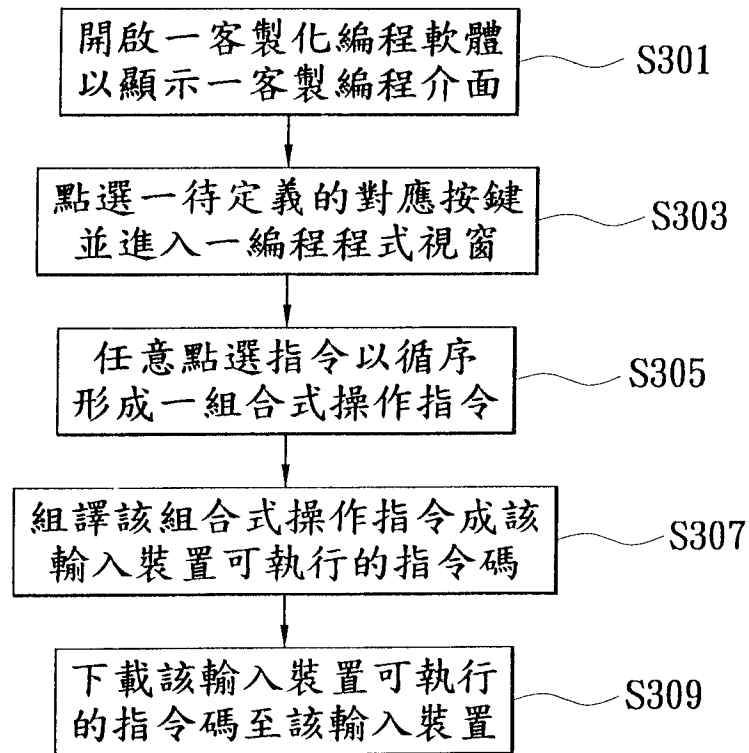 開啟一客製化編程軟體
以顯示一客製編程介面
S301
點選一待定義的對應按鍵
並進入一編程程式視窗
S303
任意點選指令以循序
形成一組合式操作指令
S305
組譯該組合式操作指令成該
輸入裝置可執行的指令碼
S307
下載該輸入裝置可執行
的指令碼至該輸入裝置
S309